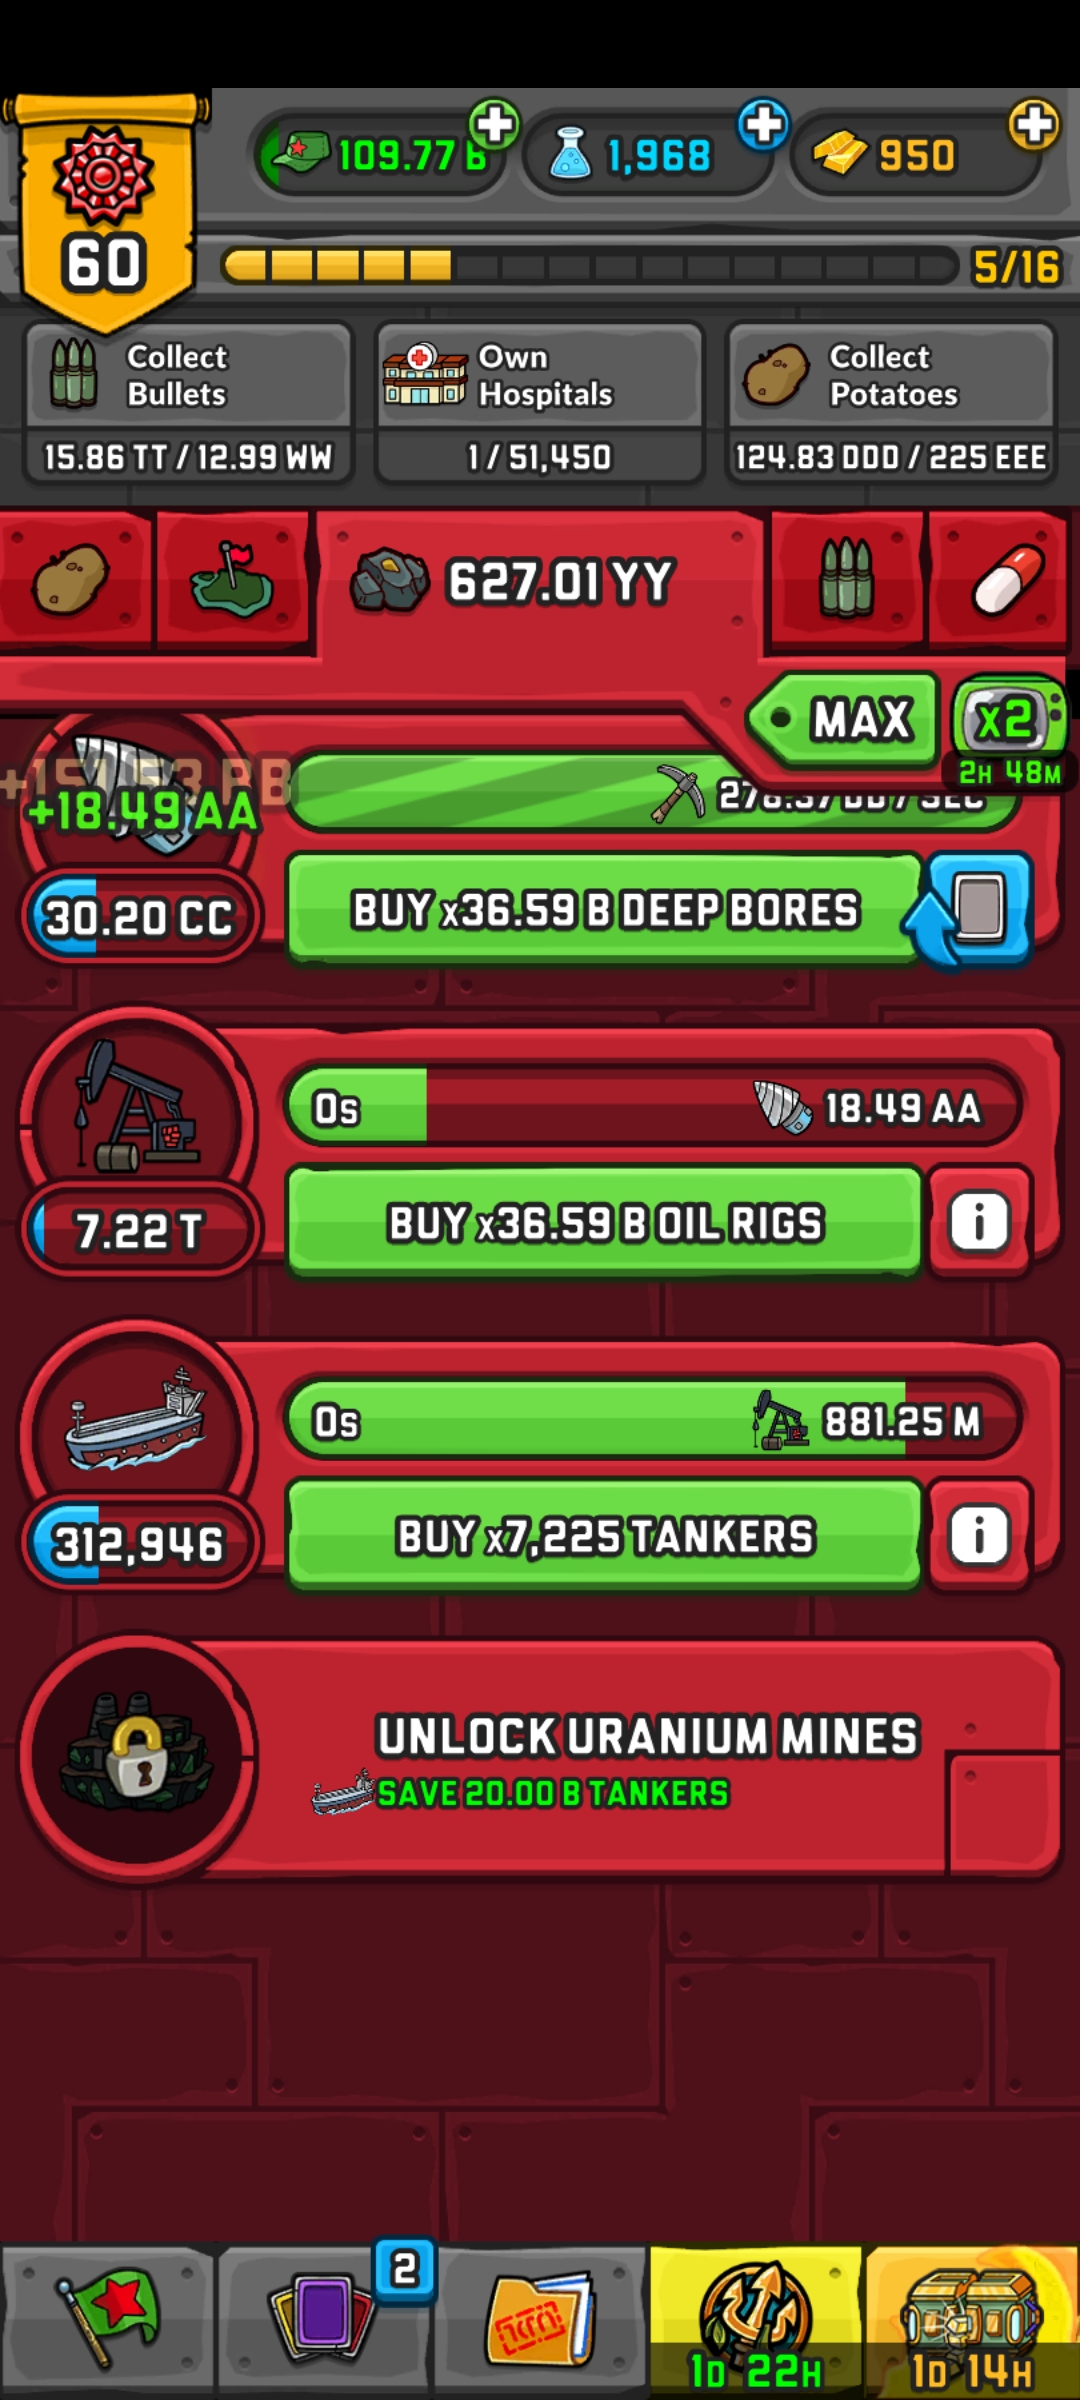 109.77 B
1,968
950
60
5/16
Collect
Bullets
15.86 TT / 12.99 WW
Own
Hospitals
1 / 51,450
Collect
Potatoes
124.83 DDD / 225 EEE
627.01 YY
MAX
x2
2H 48M
+18.49 AA
30.20 CC
BUY x36.59 B DEEP BORES
0s
18.49 AA
7.22 T
BUY x36.59 B OIL RIGS
i
0s
881.25 M
312,946
BUY x7,225 TANKERS
i
UNLOCK URANIUM MINES
SAVE 20.00 B TANKERS
2
1D 22H
1D 14H